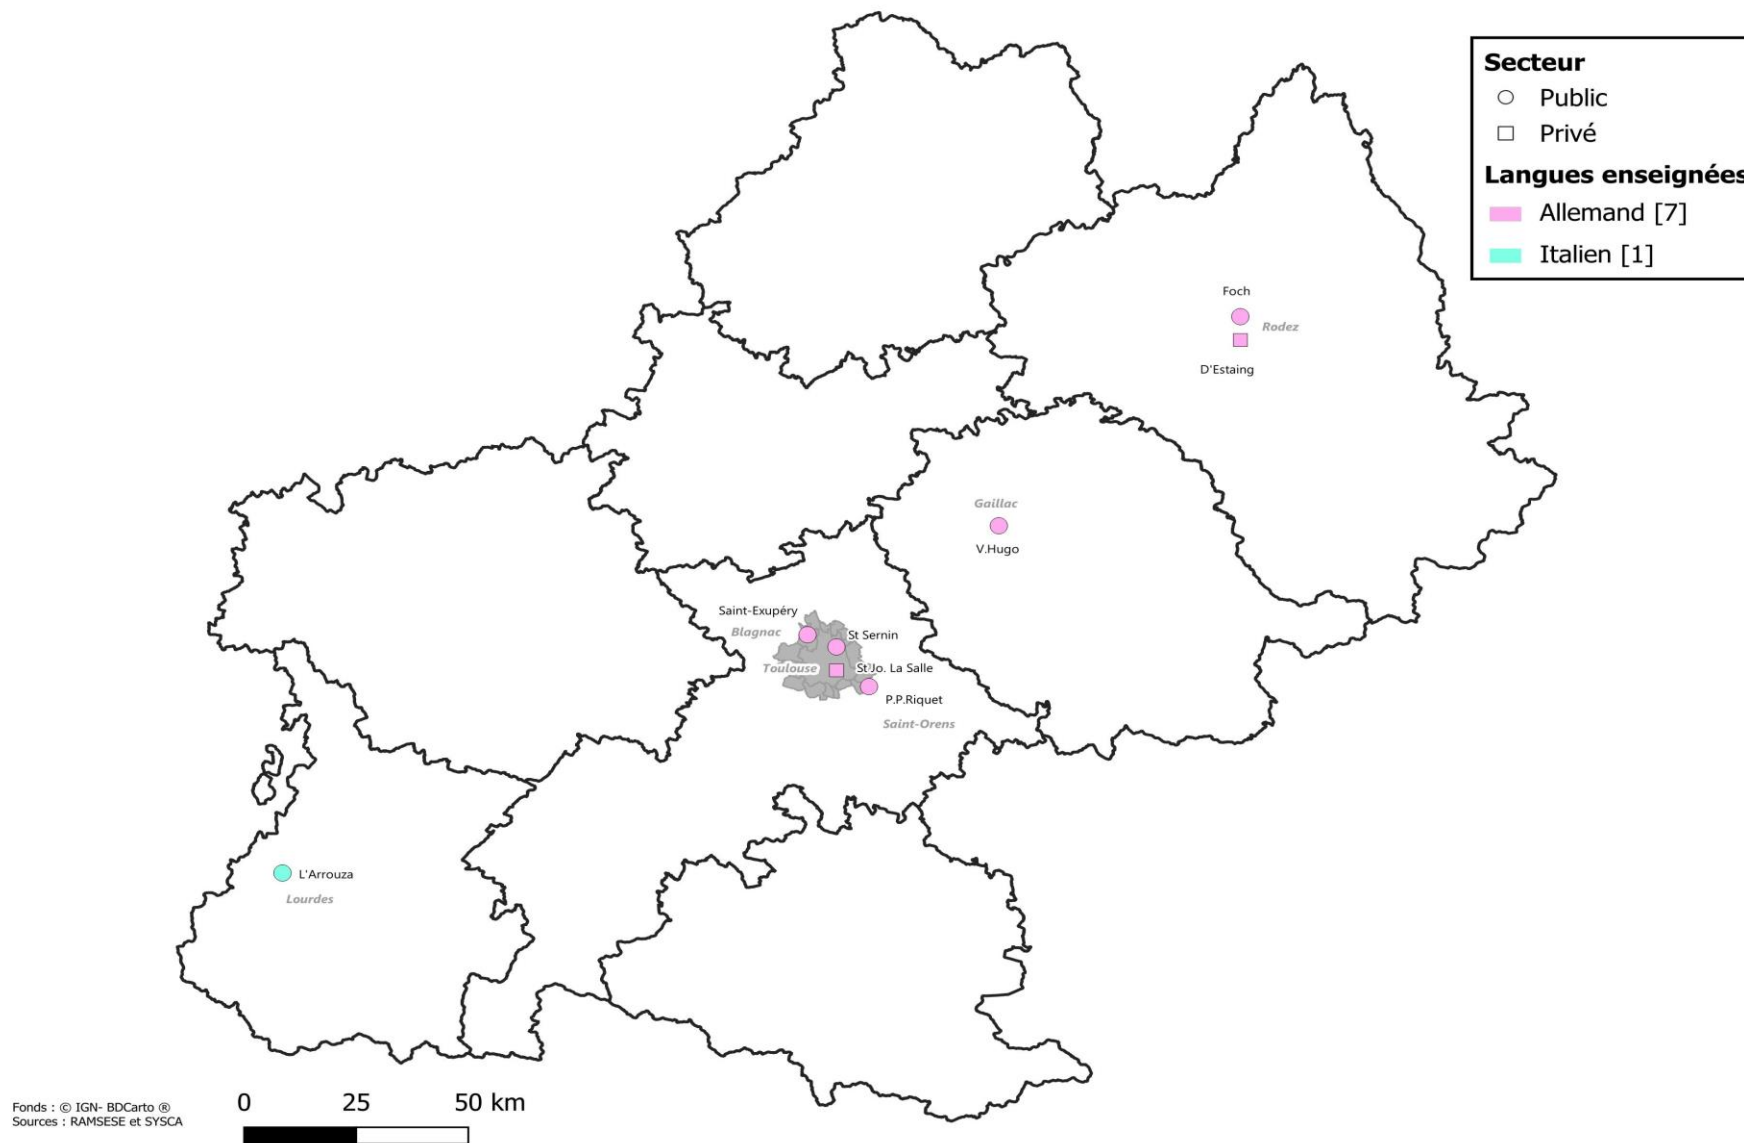 Secteur
Public
Privé
Langues enseignées
Allemand [7]
Italien [1]
Foch
Rodez
D'Estaing
Gaillac
V.Hugo
Saint-Exupéry
Blagnac
St Sernin
Toulouse
St Jo. La Salle
P.P.Riquet
Saint-Orens
L'Arrouza
Lourdes
0 25 50 km
Fonds : © IGN- BDCarto ®
Sources : RAMSESE et SYSCA